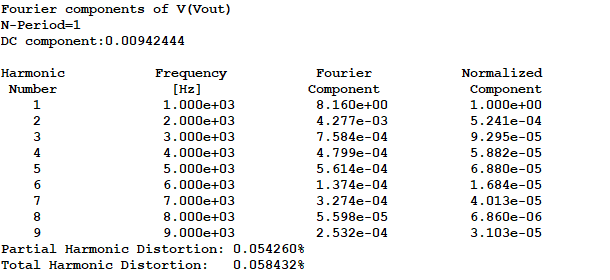 Fourier components of V(Vout)
N-Period=1
DC component:0.00942444
Harmonic Frequency Fourier Normalized
Number [Hz] Component Component
1 1.000e+03 8.160e+00 1.000e+00
2 2.000e+03 4.277e-03 5.241e-04
3 3.000e+03 7.584e-04 9.295e-05
4 4.000e+03 4.799e-04 5.882e-05
5 5.000e+03 5.614e-04 6.880e-05
6 6.000e+03 1.374e-04 1.684e-05
7 7.000e+03 3.274e-04 4.013e-05
8 8.000e+03 5.598e-05 6.860e-06
9 9.000e+03 2.532e-04 3.103e-05
Partial Harmonic Distortion: 0.054260%
Total Harmonic Distortion: 0.058432%